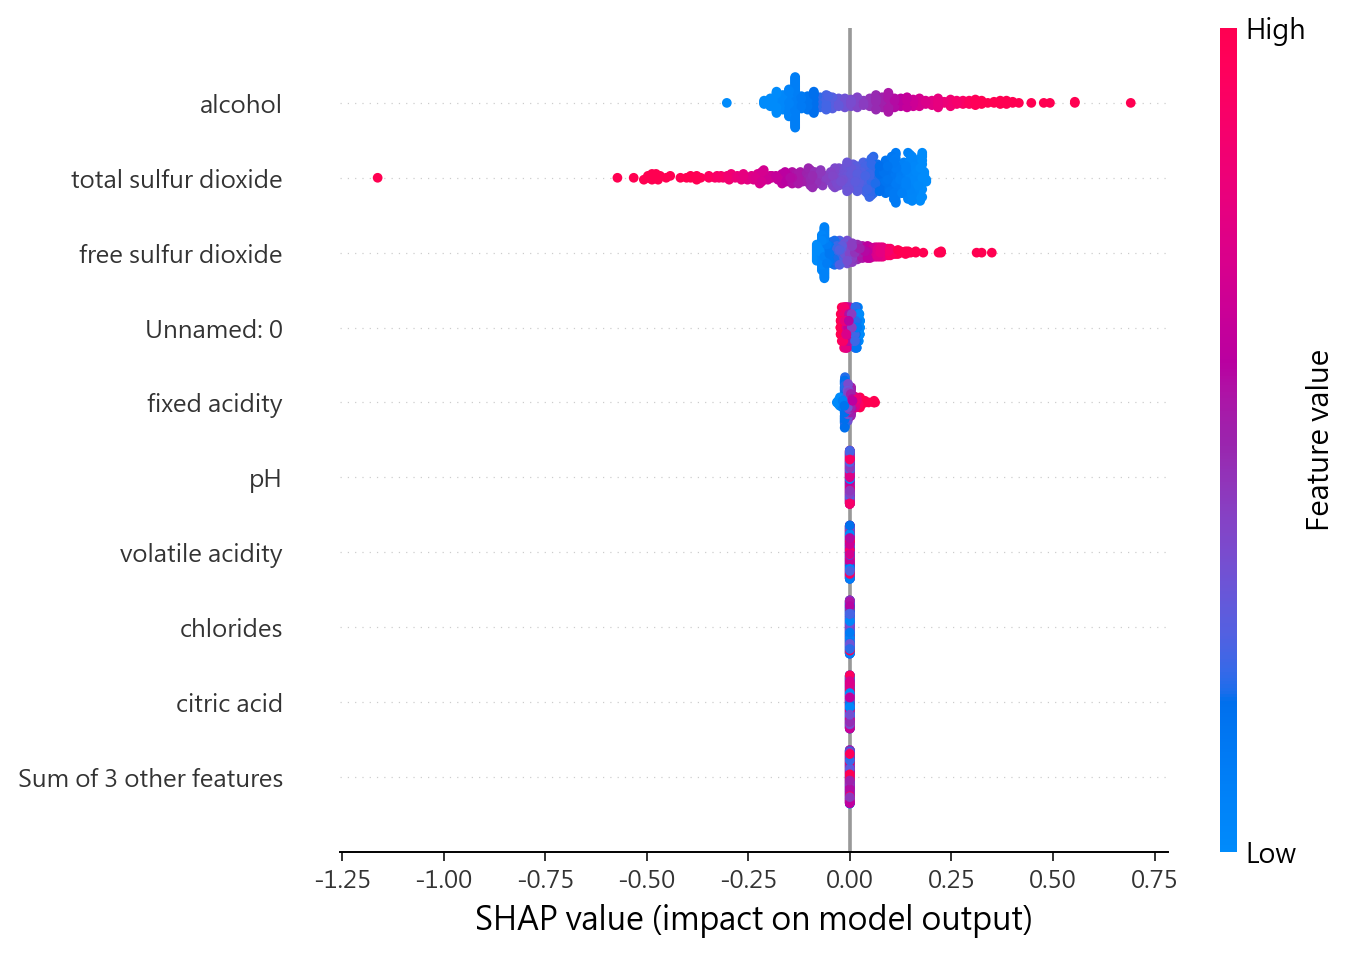 High
alcohol
total sulfur dioxide
free sulfur dioxide
Unnamed: 0
fixed acidity
pH
volatile acidity
chlorides
citric acid
Sum of 3 other features
Feature value
Low
-1.25 -1.00 -0.75 -0.50 -0.25 0.00 0.25 0.50 0.75
SHAP value (impact on model output)